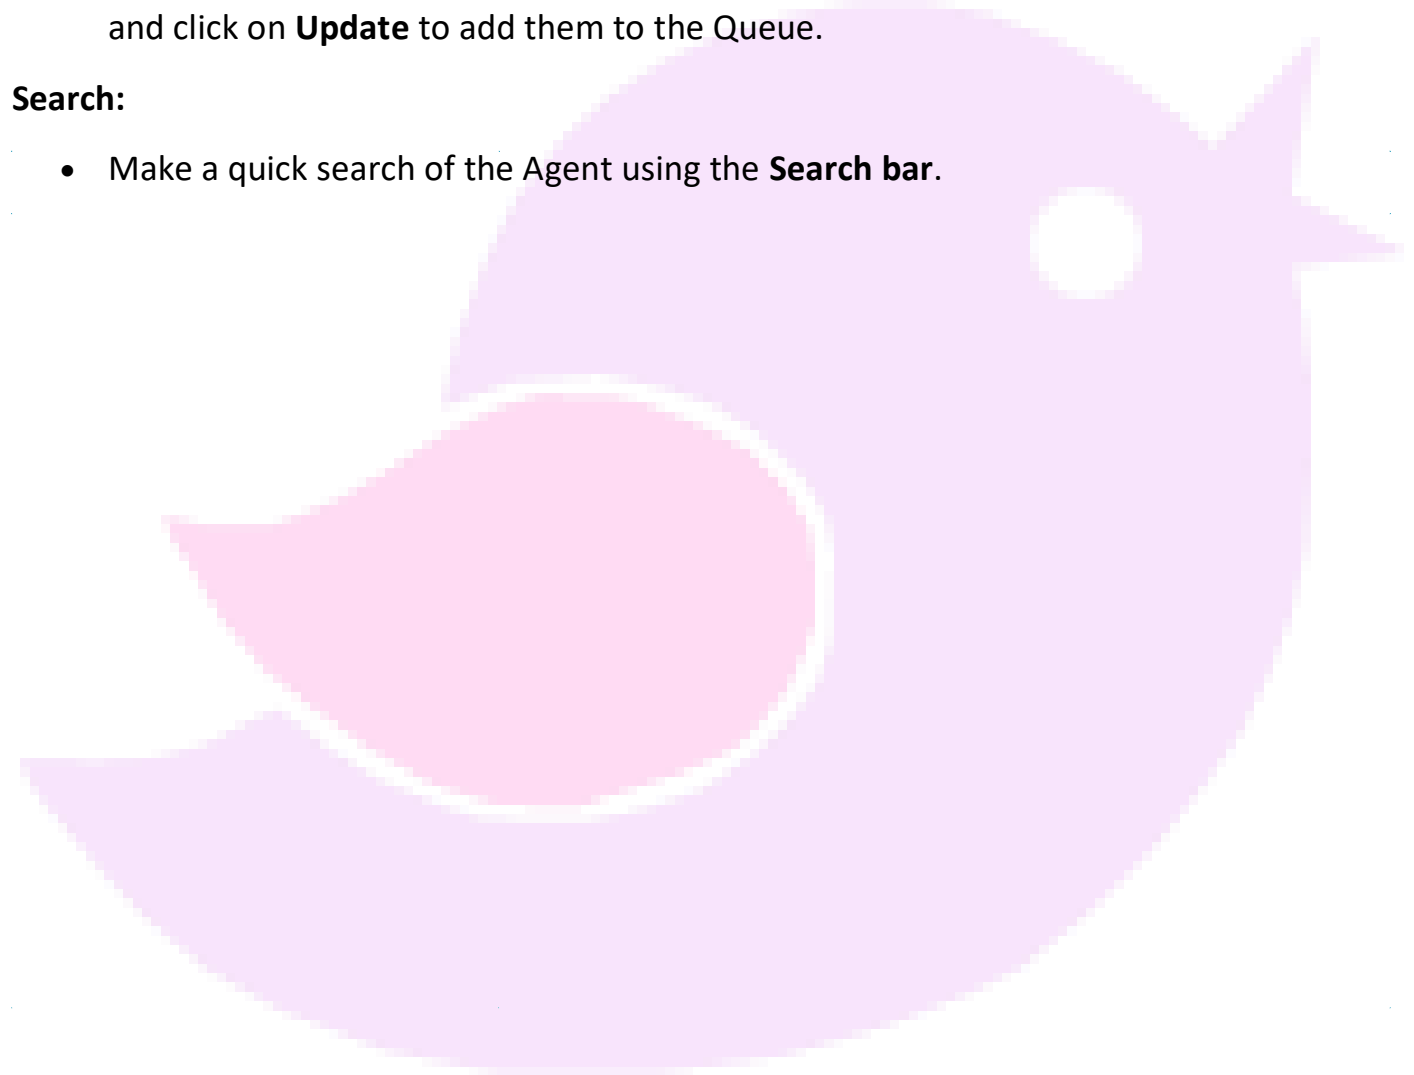 and click on Update to add them to the Queue.
Search:
• Make a quick search of the Agent using the Search bar.